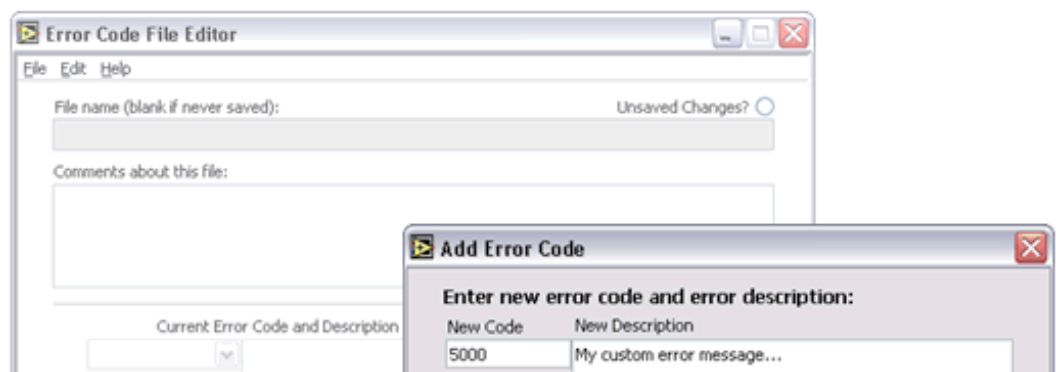 Error Code File Editor
File Edit Help
File name (blank if never saved): Unsaved Changes?
Comments about this file:
Add Error Code
Enter new error code and error description:
Current Error Code and Description New Code New Description
5000 My custom error message...